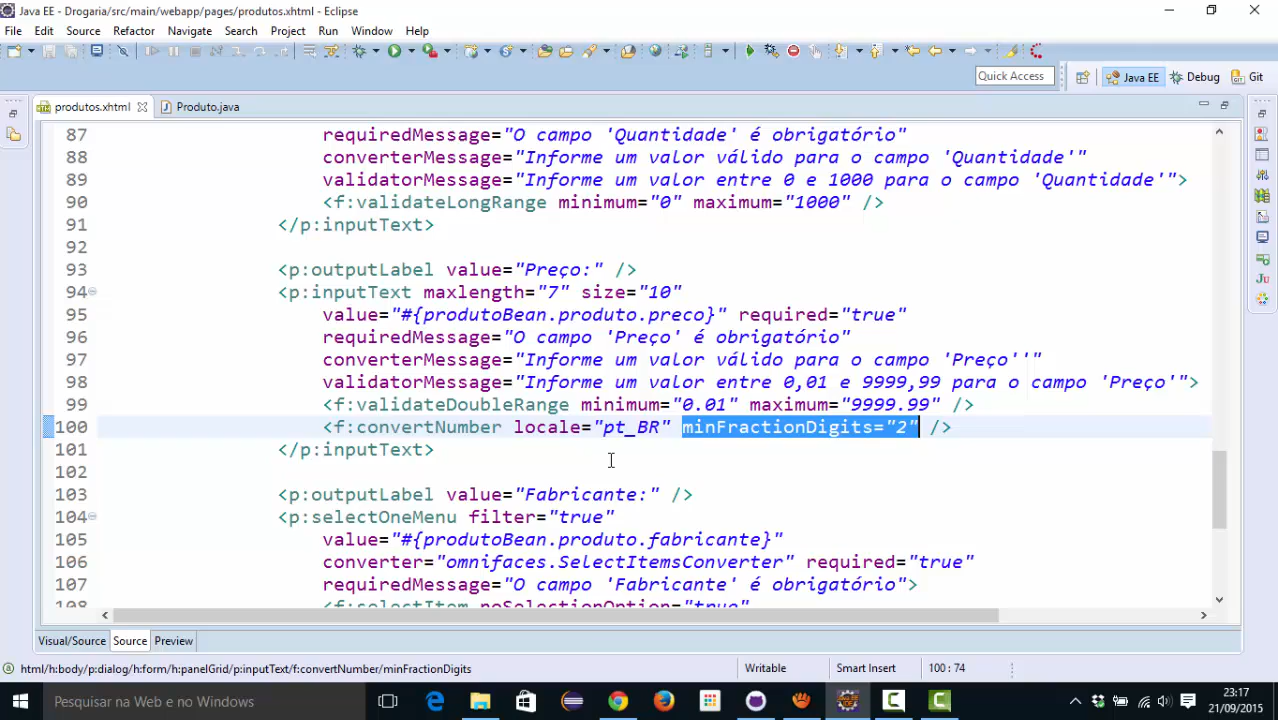 Java EE - Drogaria/src/main/webapp/pages/produtos.xhtml - Eclipse
File Edit Source Refactor Navigate Search Project Run Window Help
Quick Access Java EE Debug Git
produtos.xhtml Produto.java
87 requiredMessage="O campo 'Quantidade' é obrigatório"
88 converterMessage="Informe um valor válido para o campo 'Quantidade'"
89 validatorMessage="Informe um valor entre 0 e 1000 para o campo 'Quantidade'">
90 <f:validateLongRange minimum="0" maximum="1000" />
91 </p:inputText>
92
93 <p:outputLabel value="Preço:" />
94 <p:inputText maxlength="7" size="10"
95 value="#{produtoBean.produto.preco}" required="true"
96 requiredMessage="O campo 'Preço' é obrigatório"
97 converterMessage="Informe um valor válido para o campo 'Preço''"
98 validatorMessage="Informe um valor entre 0,01 e 9999,99 para o campo 'Preço'">
99 <f:validateDoubleRange minimum="0.01" maximum="9999.99" />
100 <f:convertNumber locale="pt_BR" minFractionDigits="2" />
101 </p:inputText>
102
103 <p:outputLabel value="Fabricante:" />
104 <p:selectOneMenu filter="true"
105 value="#{produtoBean.produto.fabricante}"
106 converter="omnifaces.SelectItemsConverter" required="true"
107 requiredMessage="O campo 'Fabricante' é obrigatório">
108 <f:selectItem noSelectionOption="true"
Visual/Source Source Preview
html/h:body/p:dialog/h:form/h:panelGrid/p:inputText/f:convertNumber/minFractionDigits Writable Smart Insert 100 : 74
Pesquisar na Web e no Windows
23:17
21/09/2015